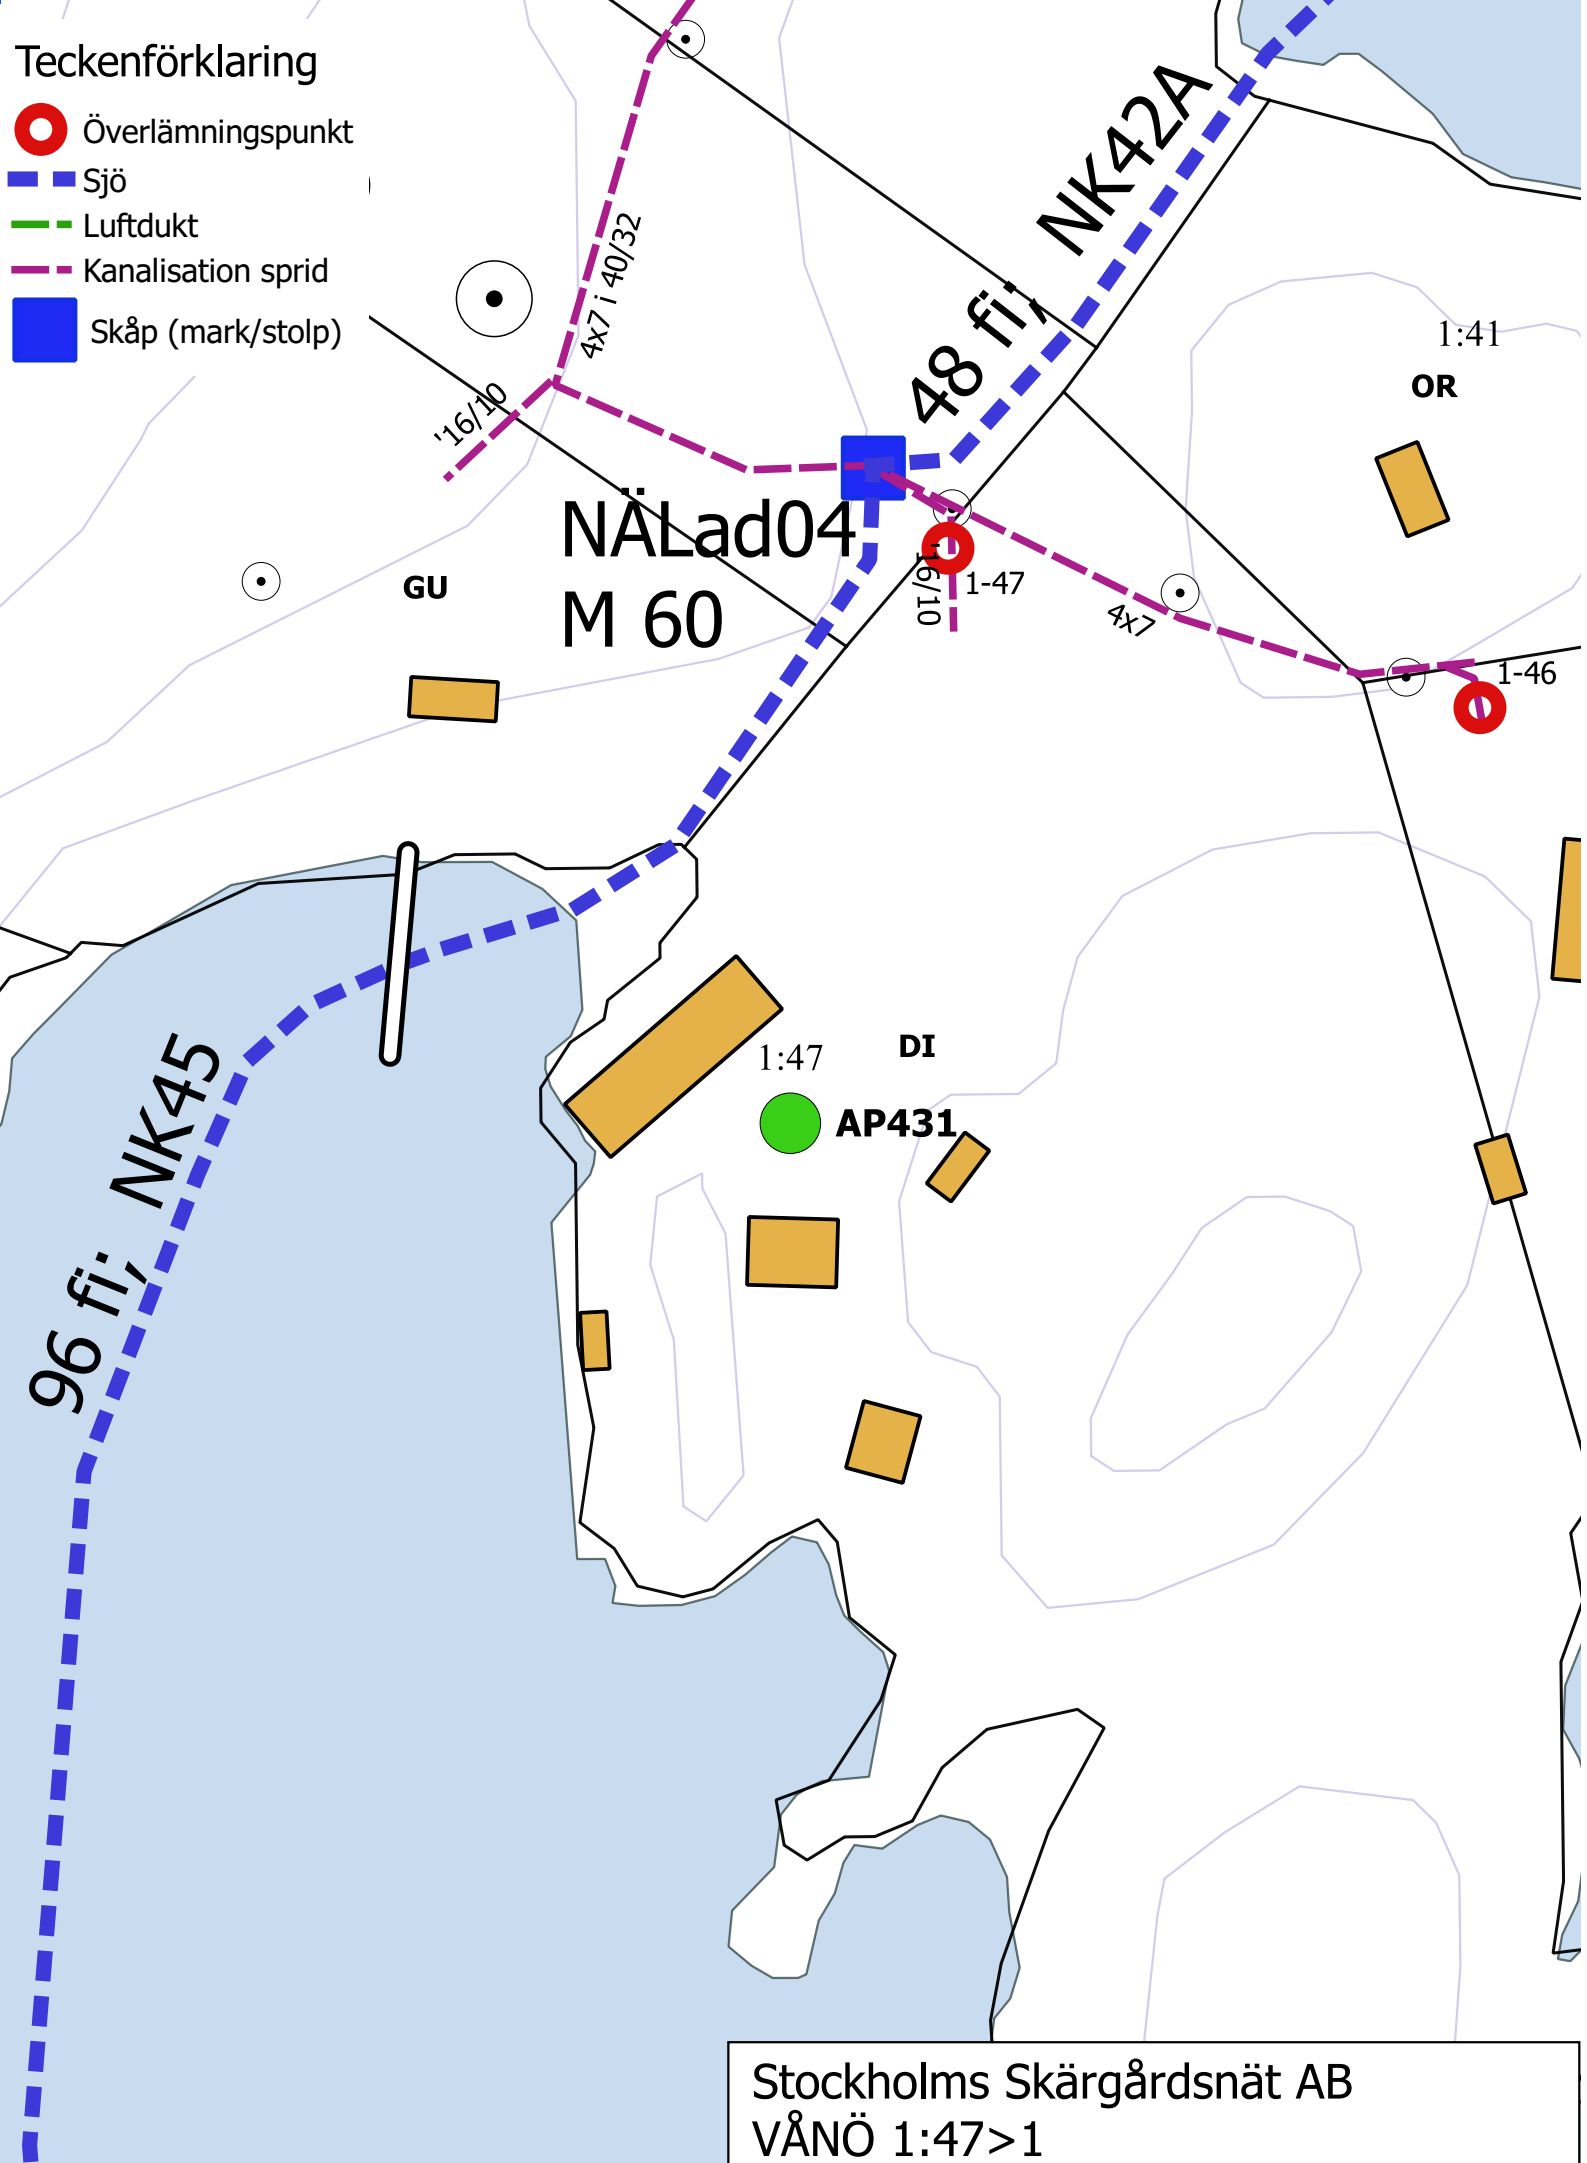 Teckenförklaring
Överlämningspunkt
Sjö
Luftdukt
Kanalisation sprid
Skåp (mark/stolp)
4x7 i 40/32
'16/10
48 fi; NK42A
1:41
OR
NÄLad04
M 60
GU
'16/10
1-47
4x7
1-46
96 fi; NK45
1:47
DI
AP431
Stockholms Skärgårdsnät AB
VÅNÖ 1:47>1